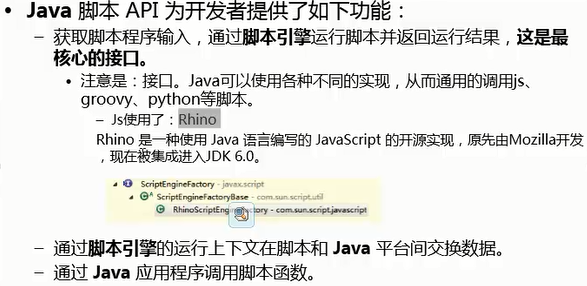 Java 脚本 API 为开发者提供了如下功能：
– 获取脚本程序输入，通过脚本引擎运行脚本并返回运行结果，这是最
核心的接口。
• 注意是：接口。Java可以使用各种不同的实现，从而通用的调用js、
groovy、python等脚本。
– Js使用了：Rhino
Rhino 是一种使用 Java 语言编写的 JavaScript 的开源实现，原先由Mozilla开发
，现在被集成进入JDK 6.0。
ScriptEngineFactory - javax.script
ScriptEngineFactoryBase - com.sun.script.util
RhinoScriptEngineFactory - com.sun.script.javascript
– 通过脚本引擎的运行上下文在脚本和 Java 平台间交换数据。
– 通过 Java 应用程序调用脚本函数。